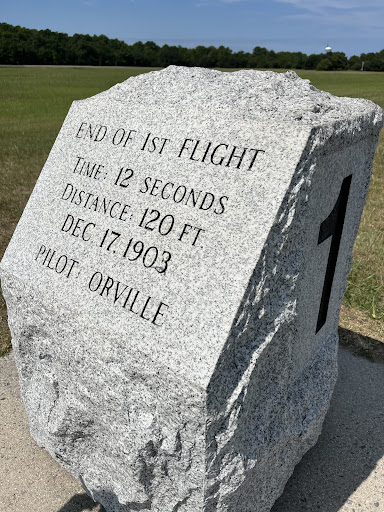 END OF 1ST FLIGHT
TIME: 12 SECONDS
DISTANCE: 120 FT.
DEC 17, 1903
PILOT: ORVILLE
1